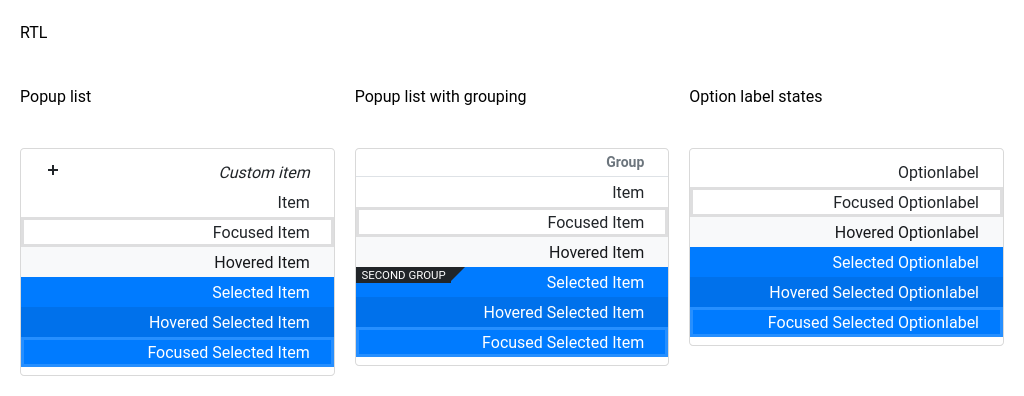 RTL
Popup list
Custom item
Item
Focused Item
Hovered Item
Selected Item
Hovered Selected Item
Focused Selected Item
Popup list with grouping
Group
Item
Focused Item
Hovered Item
SECOND GROUP
Selected Item
Hovered Selected Item
Focused Selected Item
Option label states
Optionlabel
Focused Optionlabel
Hovered Optionlabel
Selected Optionlabel
Hovered Selected Optionlabel
Focused Selected Optionlabel